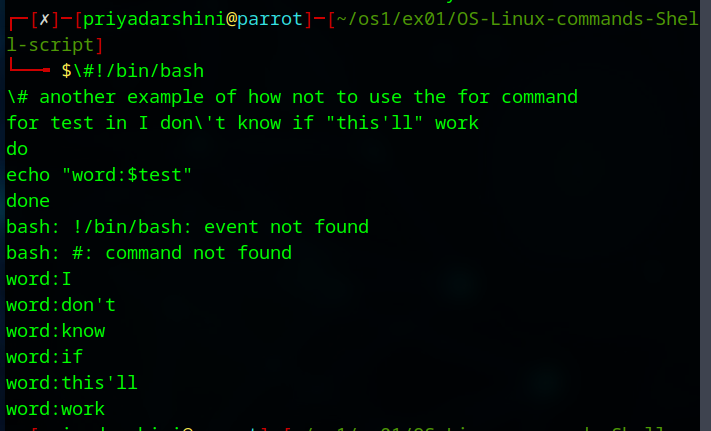 ┌─[✗]─[priyadarshini@parrot]─[~/os1/ex01/OS-Linux-commands-Shel
l-script]
└──╼ $\#!/bin/bash
\# another example of how not to use the for command
for test in I don\'t know if "this'll" work
do
echo "word:$test"
done
bash: !/bin/bash: event not found
bash: #: command not found
word:I
word:don't
word:know
word:if
word:this'll
word:work